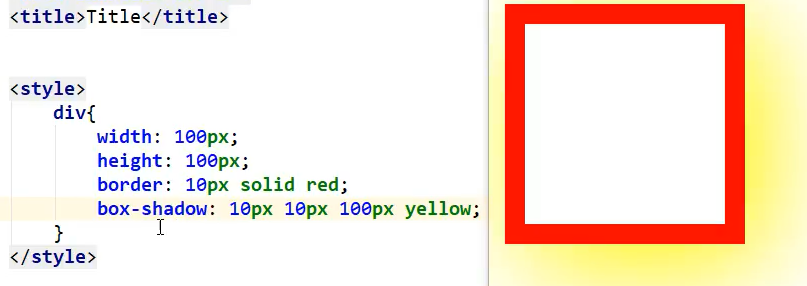 <title>Title</title>
<style>
div{
width: 100px;
height: 100px;
border: 10px solid red;
box-shadow: 10px 10px 100px yellow;
}
</style>